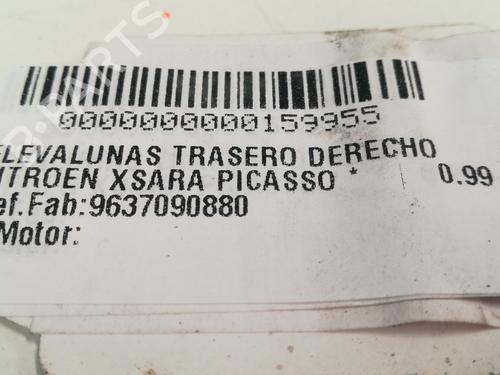 0000000000159955
ELEVALUNAS TRASERO DERECHO
ITROEN XSARA PICASSO * 0.99
ef.Fab:9637090880
Motor: